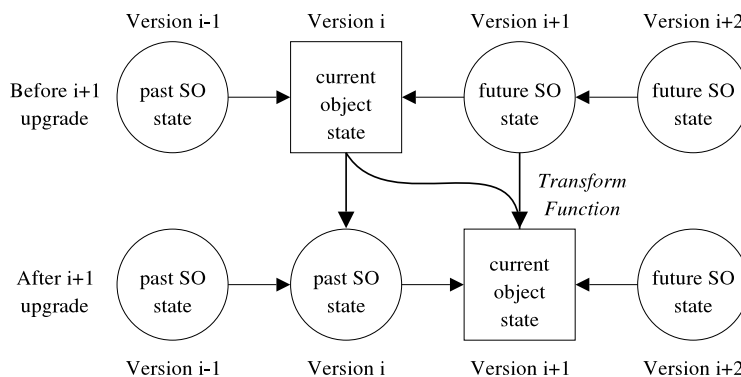 Version i-1
Version i
Version i+1
Version i+2
Before i+1
upgrade
past SO
state
current
object
state
future SO
state
future SO
state
Transform
Function
After i+1
upgrade
past SO
state
past SO
state
current
object
state
future SO
state
Version i-1
Version i
Version i+1
Version i+2